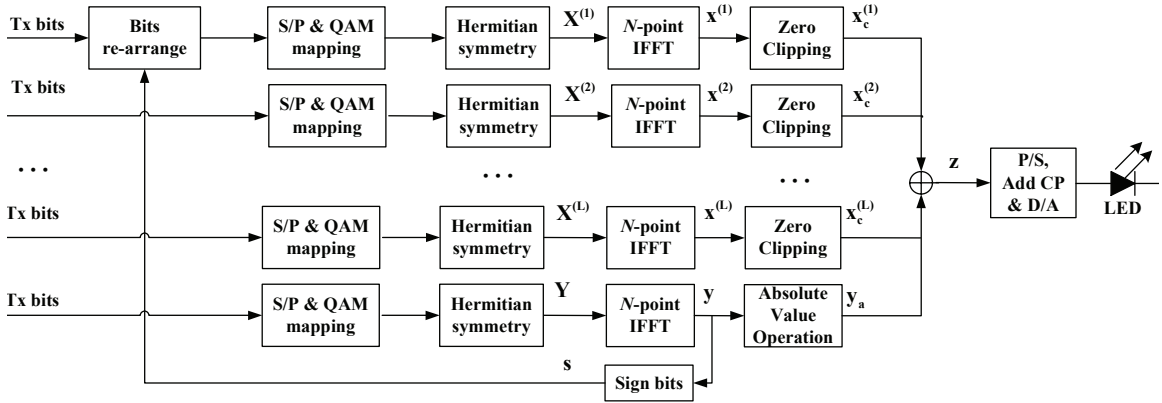 Tx bits
Bits
re-arrange
S/P & QAM
mapping
Hermitian
symmetry
X(1)
N-point
IFFT
x(1)
Zero
Clipping
xc(1)
Tx bits
S/P & QAM
mapping
Hermitian
symmetry
X(2)
N-point
IFFT
x(2)
Zero
Clipping
xc(2)
...
...
...
z
P/S,
Add CP
& D/A
LED
Tx bits
S/P & QAM
mapping
Hermitian
symmetry
X(L)
N-point
IFFT
x(L)
Zero
Clipping
xc(L)
Tx bits
S/P & QAM
mapping
Hermitian
symmetry
Y
N-point
IFFT
y
Absolute
Value
Operation
ya
s
Sign bits